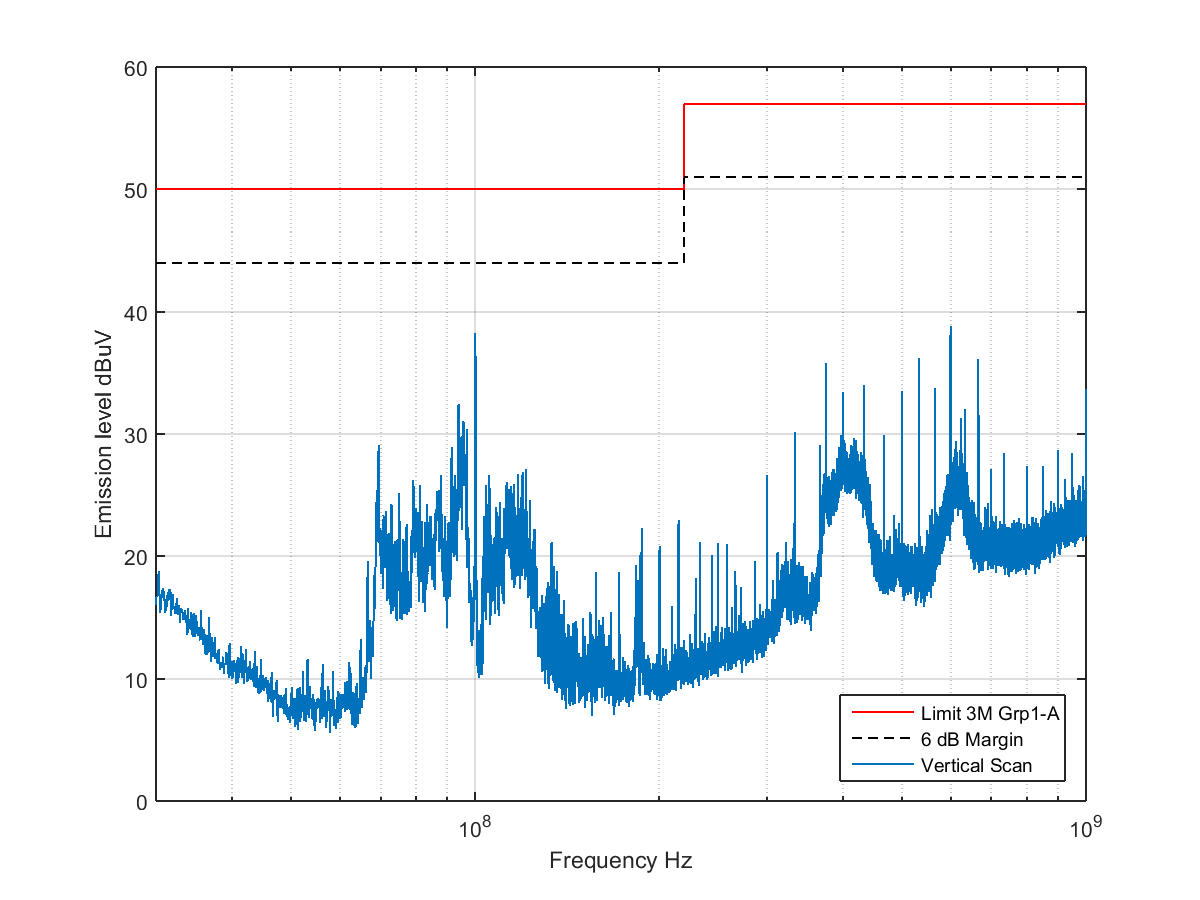 60
50
40
30
20
10
0
Emission level dBuV
10^8
10^9
Frequency Hz
Limit 3M Grp1-A
6 dB Margin
Vertical Scan